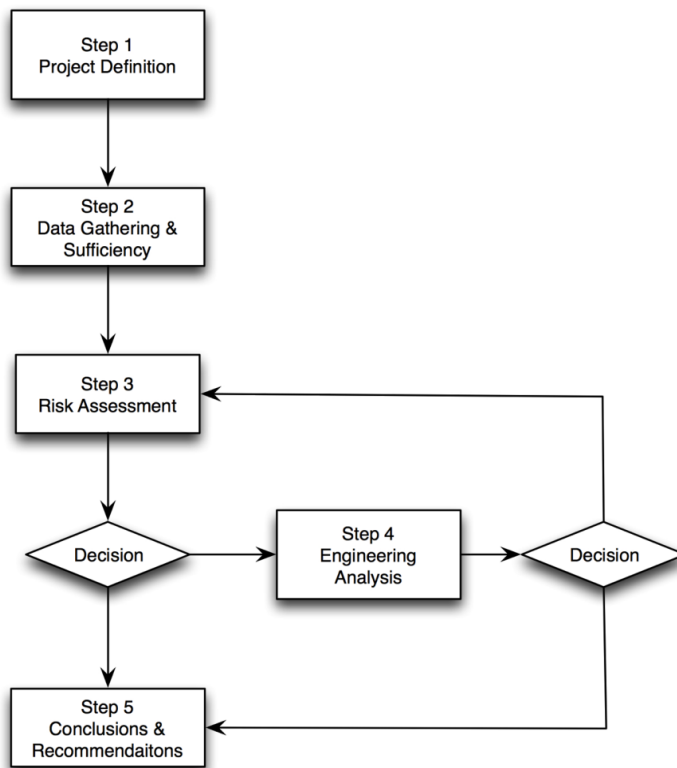 Step 1
Project Definition
Step 2
Data Gathering &
Sufficiency
Step 3
Risk Assessment
Decision
Step 4
Engineering
Analysis
Decision
Step 5
Conclusions &
Recommendaitons